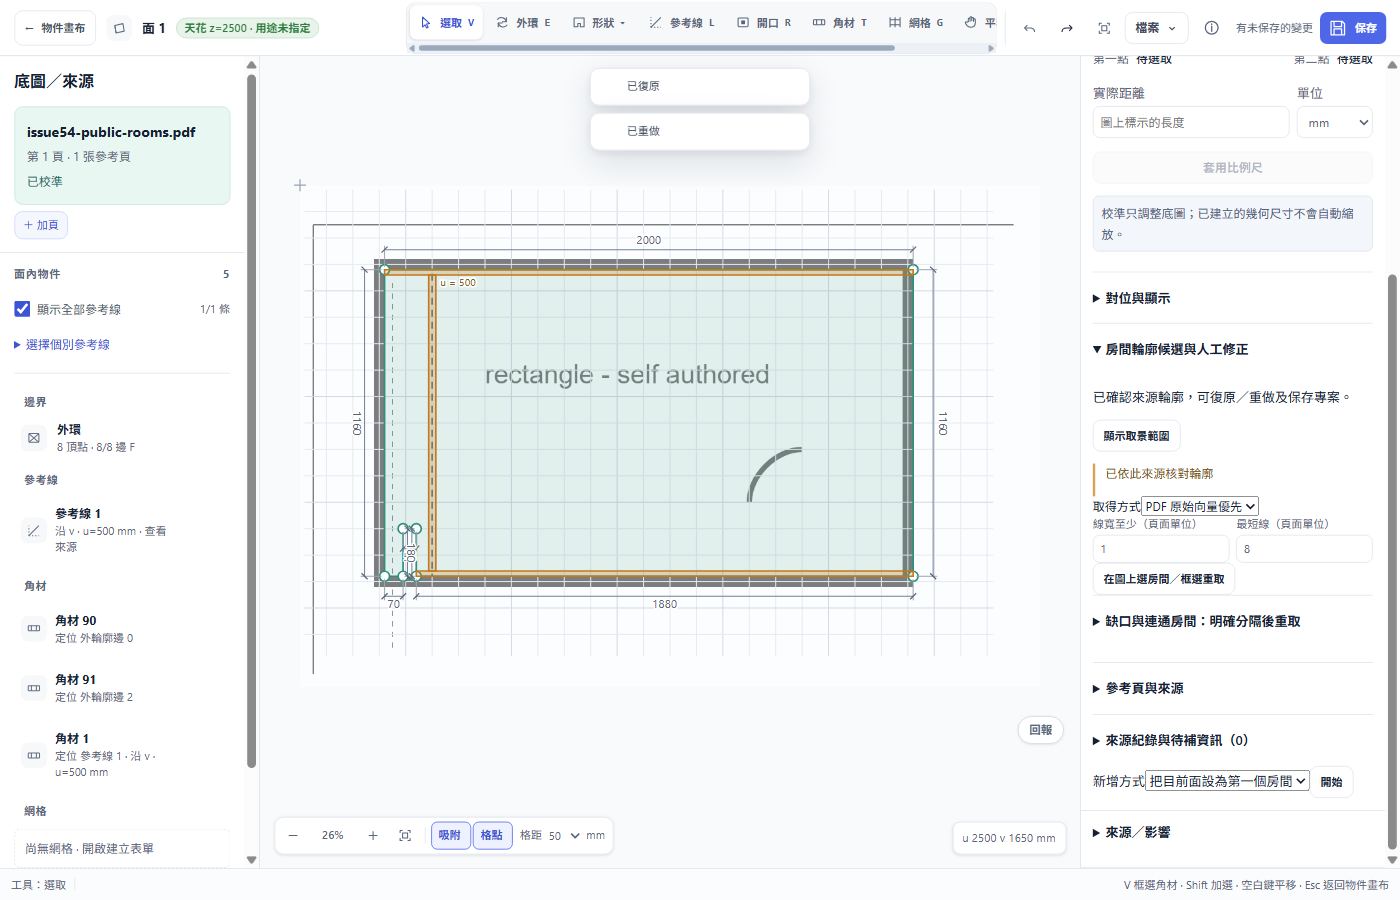 ← 物件畫布
面 1
天花 z=2500 · 用途未指定
選取 V
外環 E
形狀
參考線 L
開口 R
角材 T
網格 G
平
檔案
有未保存的變更
保存
底圖／來源
issue54-public-rooms.pdf
第 1 頁 · 1 張參考頁
已校準
＋ 加頁
面內物件 5
顯示全部參考線 1/1 條
選擇個別參考線
邊界
外環
8 頂點 · 8/8 邊 F
參考線
參考線 1
沿 v · u=500 mm · 查看
來源
角材
角材 90
定位 外輪廓邊 0
角材 91
定位 外輪廓邊 2
角材 1
定位 參考線 1 · 沿 v ·
u=500 mm
網格
尚無網格 · 開啟建立表單
已復原
已重做
2000
u = 500
rectangle - self authored
1160
1160
180
70
1880
回報
− 26% +
吸附
格點
格距 50 mm
u 2500 v 1650 mm
第一點 待選取
第二點 待選取
實際距離
單位
圖上標示的長度
mm
套用比例尺
校準只調整底圖；已建立的幾何尺寸不會自動縮
放。
對位與顯示
房間輪廓候選與人工修正
已確認來源輪廓，可復原／重做及保存專案。
顯示取景範圍
已依此來源核對輪廓
取得方式 PDF 原始向量優先
線寬至少（頁面單位）
最短線（頁面單位）
1
8
在圖上選房間／框選重取
缺口與連通房間：明確分隔後重取
參考頁與來源
來源紀錄與待補資訊（0）
新增方式 把目前面設為第一個房間 開始
來源／影響
工具：選取
V 框選角材 · Shift 加選 · 空白鍵平移 · Esc 返回物件畫布